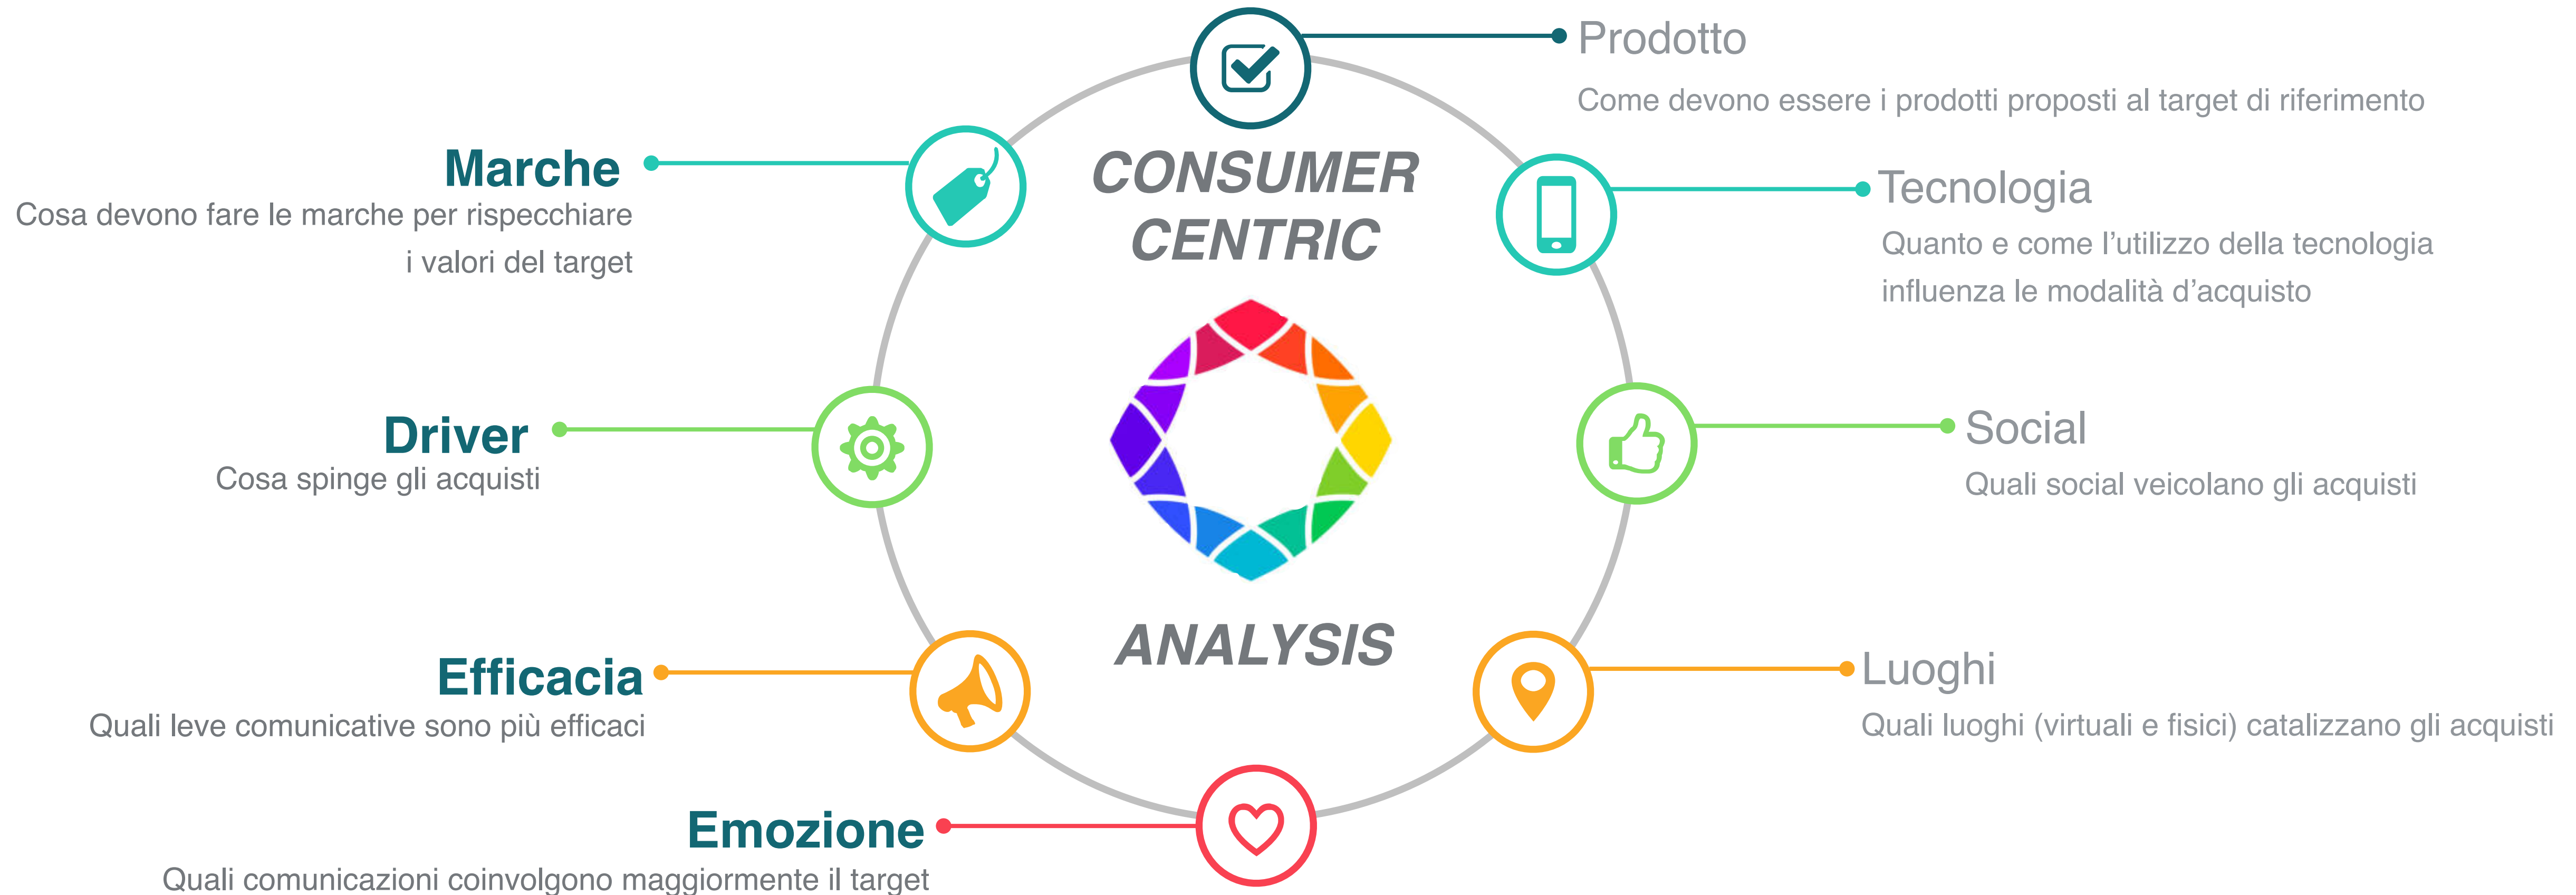 Prodotto
Come devono essere i prodotti proposti al target di riferimento
Marche
Cosa devono fare le marche per rispecchiare
i valori del target
CONSUMER
CENTRIC
Tecnologia
Quanto e come l’utilizzo della tecnologia
influenza le modalità d’acquisto
Driver
Cosa spinge gli acquisti
Social
Quali social veicolano gli acquisti
ANALYSIS
Efficacia
Quali leve comunicative sono più efficaci
Luoghi
Quali luoghi (virtuali e fisici) catalizzano gli acquisti
Emozione
Quali comunicazioni coinvolgono maggiormente il target